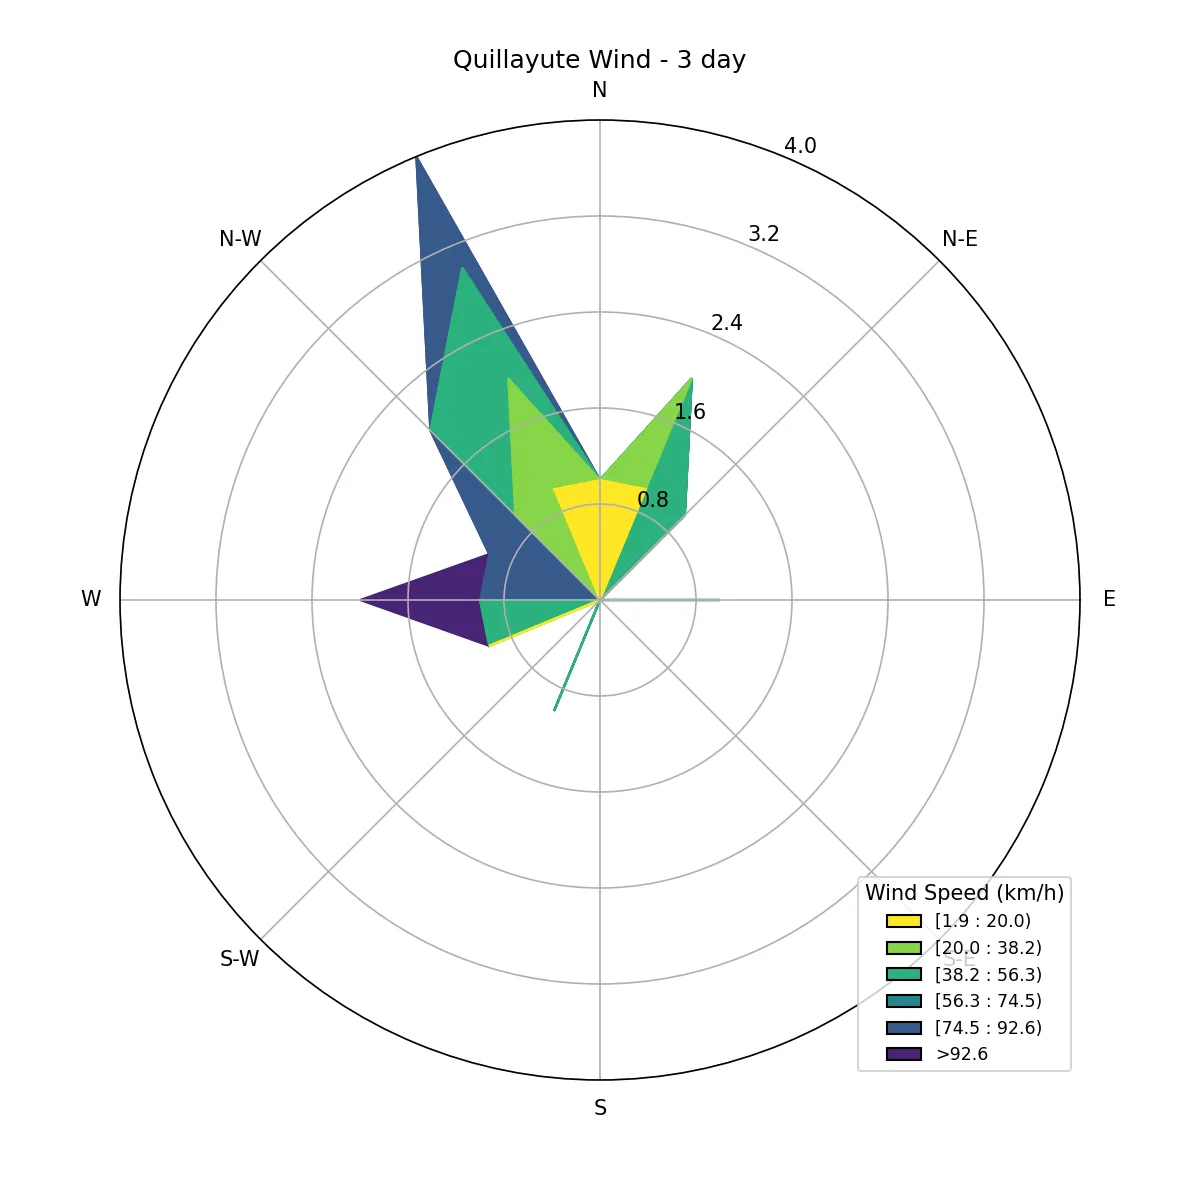 Quillayute Wind - 3 day
N
4.0
N-W
N-E
3.2
2.4
1.6
0.8
W
E
S-W
S-E
S
Wind Speed (km/h)
[1.9 : 20.0)
[20.0 : 38.2)
[38.2 : 56.3)
[56.3 : 74.5)
[74.5 : 92.6)
>92.6